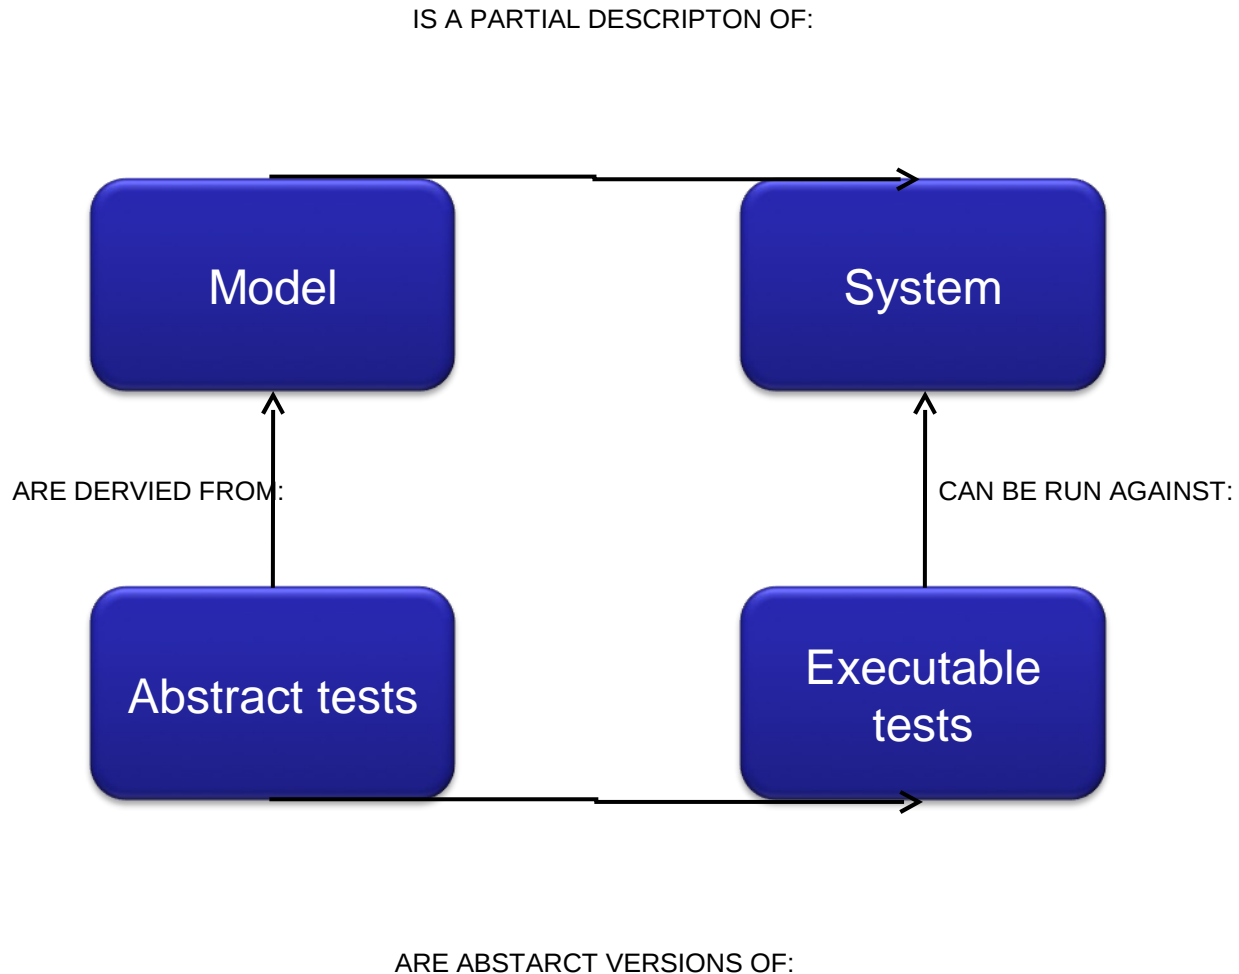 IS A PARTIAL DESCRIPTON OF:
Model
System
ARE DERVIED FROM:
CAN BE RUN AGAINST:
Abstract tests
Executable
tests
ARE ABSTARCT VERSIONS OF: